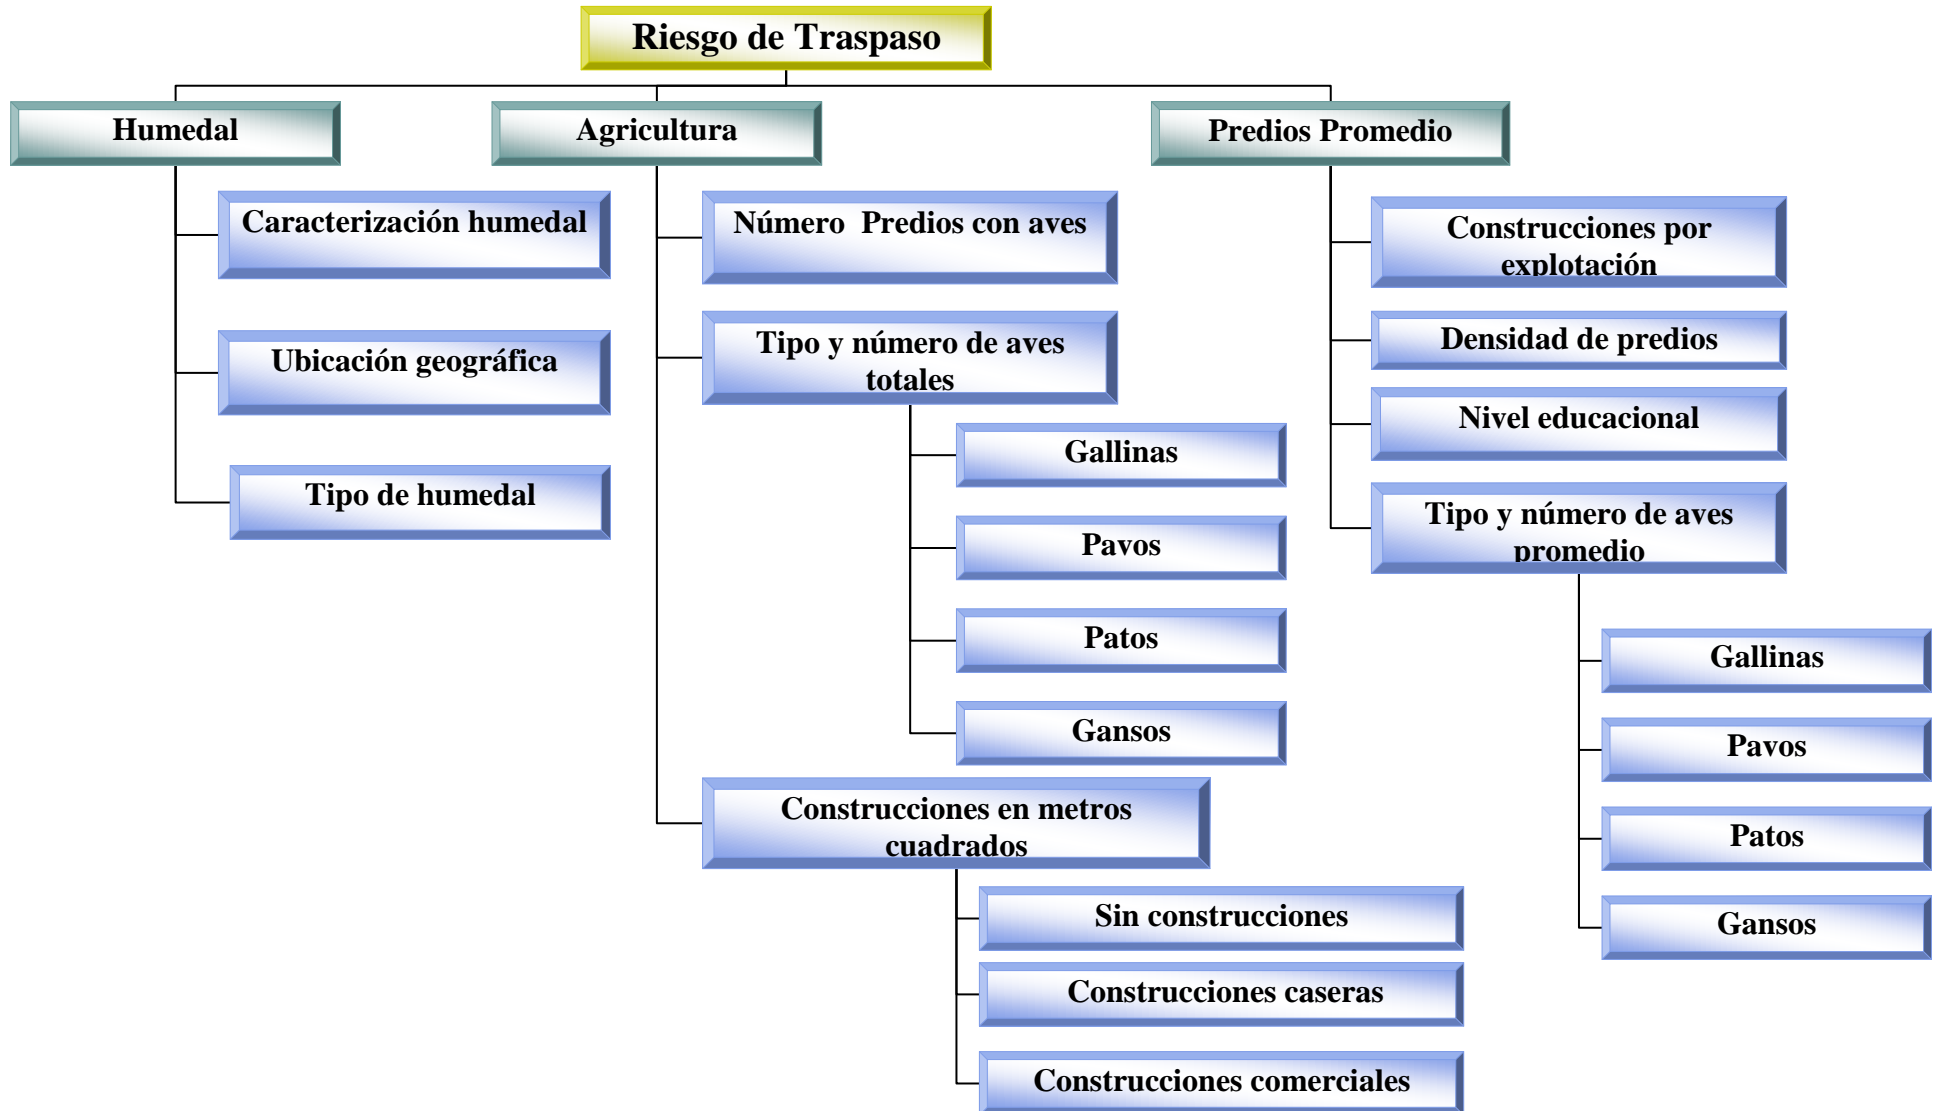 Riesgo de Traspaso
Humedal
Caracterización humedal
Ubicación geográfica
Tipo de humedal
Agricultura
Número  Predios con aves
Tipo y número de aves
totales
Gallinas
Pavos
Patos
Gansos
Construcciones en metros
cuadrados
Sin construcciones
Construcciones caseras
Construcciones comerciales
Predios Promedio
Construcciones por
explotación
Densidad de predios
Nivel educacional
Tipo y número de aves
promedio
Gallinas
Pavos
Patos
Gansos